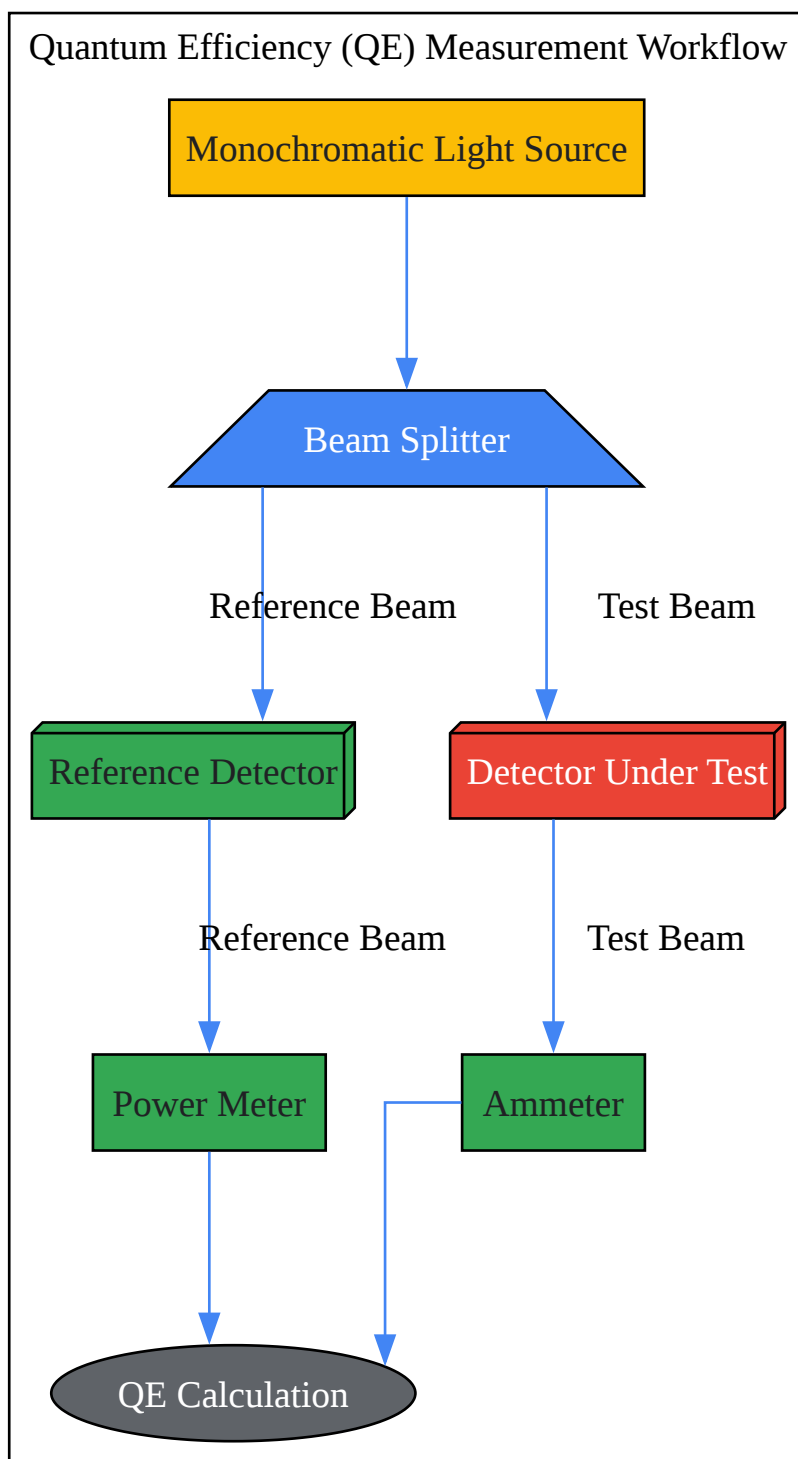 Quantum Efficiency (QE) Measurement Workflow
Monochromatic Light Source
Beam Splitter
Reference Beam
Test Beam
Reference Detector
Detector Under Test
Reference Beam
Test Beam
Power Meter
Ammeter
QE Calculation